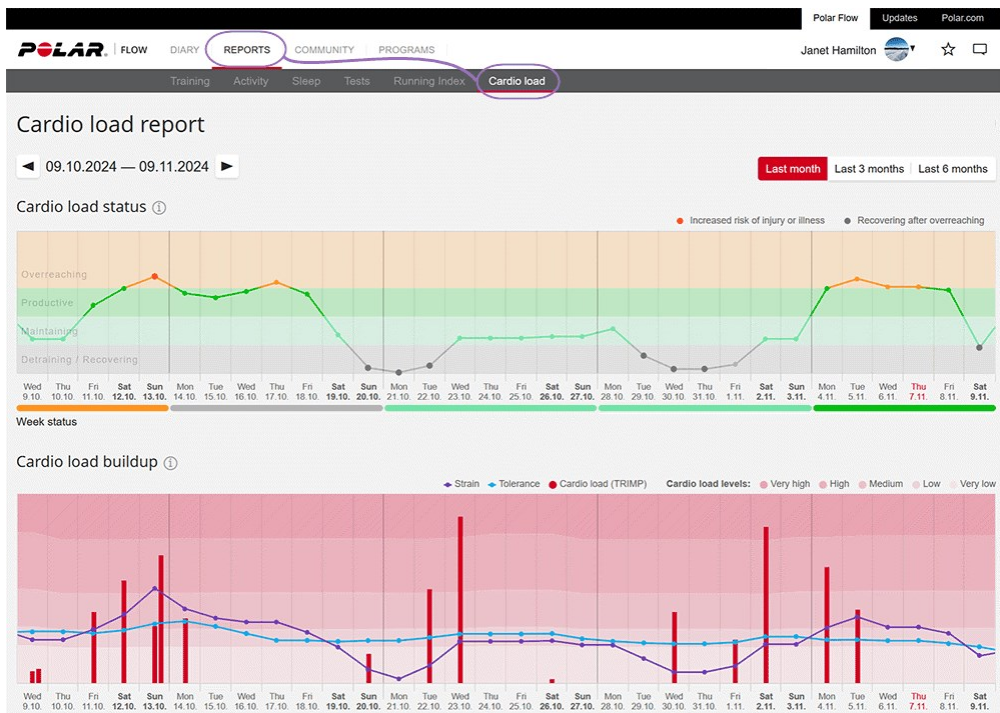 Polar Flow Updates Polar.com
POLAR. FLOW DIARY REPORTS COMMUNITY PROGRAMS Janet Hamilton
Training Activity Sleep Tests Running Index Cardio load
Cardio load report
09.10.2024 — 09.11.2024
Last month Last 3 months Last 6 months
Cardio load status
Increased risk of injury or illness Recovering after overreaching
Overreaching
Productive
Maintaining
Detraining / Recovering
Wed Thu Fri Sat Sun Mon Tue Wed Thu Fri Sat Sun Mon Tue Wed Thu Fri Sat Sun Mon Tue Wed Thu Fri Sat Sun Mon Tue Wed Thu Fri Sat
9.10. 10.10. 11.10. 12.10. 13.10. 14.10. 15.10. 16.10. 17.10. 18.10. 19.10. 20.10. 21.10. 22.10. 23.10. 24.10. 25.10. 26.10. 27.10. 28.10. 29.10. 30.10. 31.10. 1.11. 2.11. 3.11. 4.11. 5.11. 6.11. 7.11. 8.11. 9.11.
Week status
Cardio load buildup
Strain Tolerance Cardio load (TRIMP) Cardio load levels: Very high High Medium Low Very low
Wed Thu Fri Sat Sun Mon Tue Wed Thu Fri Sat Sun Mon Tue Wed Thu Fri Sat Sun Mon Tue Wed Thu Fri Sat Sun Mon Tue Wed Thu Fri Sat
9.10. 10.10. 11.10. 12.10. 13.10. 14.10. 15.10. 16.10. 17.10. 18.10. 19.10. 20.10. 21.10. 22.10. 23.10. 24.10. 25.10. 26.10. 27.10. 28.10. 29.10. 30.10. 31.10. 1.11. 2.11. 3.11. 4.11. 5.11. 6.11. 7.11. 8.11. 9.11.